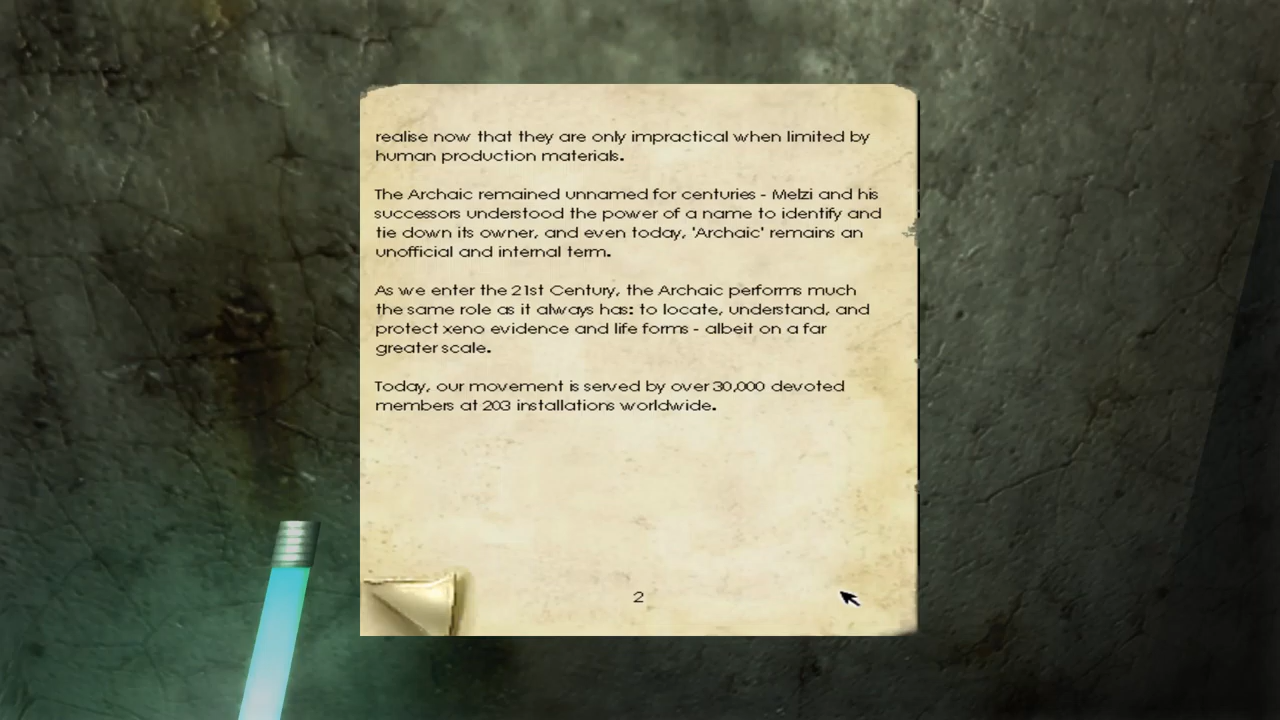 realise now that they are only impractical when limited by
human production materials.
The Archaic remained unnamed for centuries - Melzi and his
successors understood the power of a name to identify and
tie down its owner, and even today, 'Archaic' remains an
unofficial and internal term.
As we enter the 21st Century, the Archaic performs much
the same role as it always has: to locate, understand, and
protect xeno evidence and life forms - albeit on a far
greater scale.
Today, our movement is served by over 30,000 devoted
members at 203 installations worldwide.
2